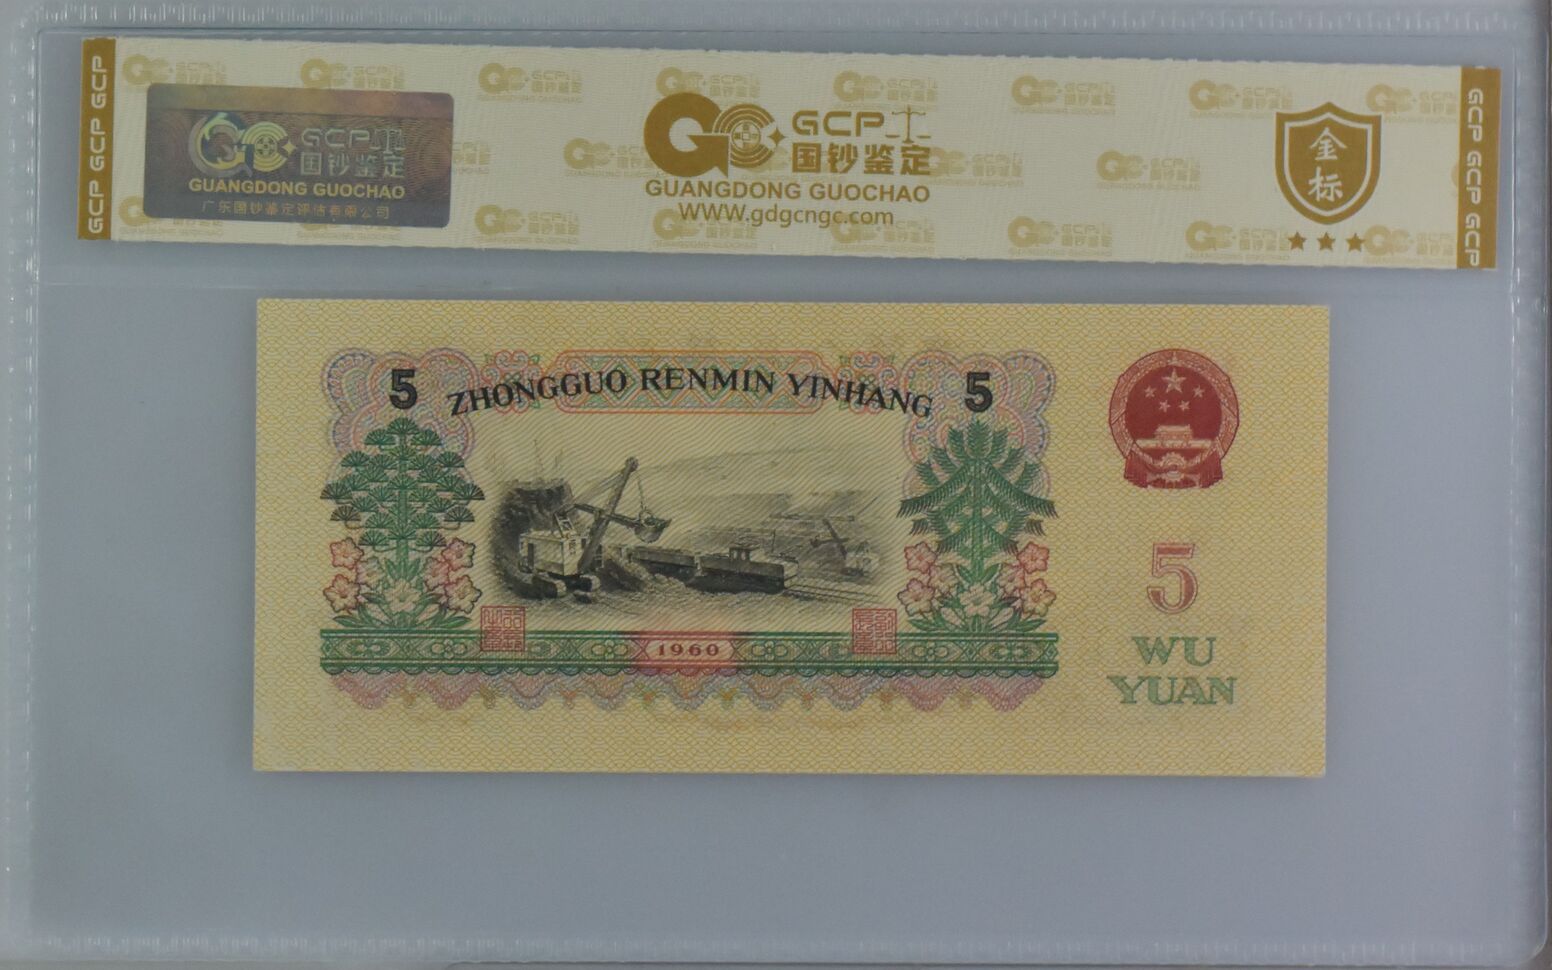 GCP GCP GCP
GCP
国钞鉴定
GUANGDONG GUOCHAO
广东国钞鉴定评估有限公司
GCP
国钞鉴定
GUANGDONG GUOCHAO
WWW.gdgcngc.com
金
标
GCP GCP GCP
5 ZHONGGUO RENMIN YINHANG 5
5
1960
WU
YUAN